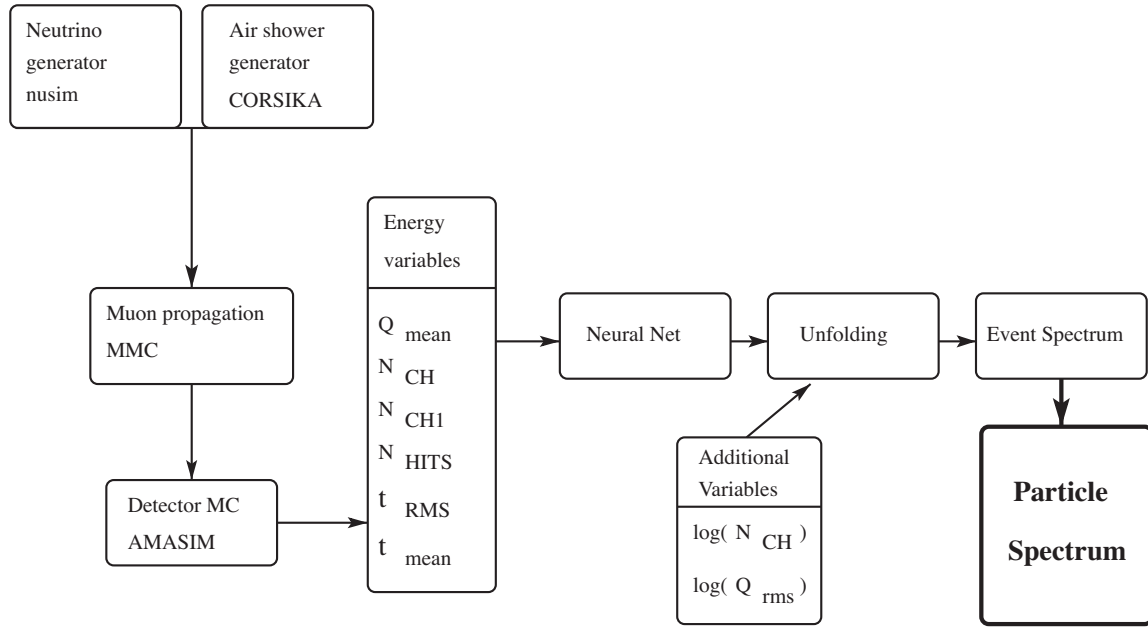 Neutrino
generator
nusim
Air shower
generator
CORSIKA
Muon propagation
MMC
Detector MC
AMASIM
Energy
variables
Q mean
N CH
N CH1
N HITS
t RMS
t mean
Neural Net
Unfolding
Additional
Variables
log( N CH )
log( Q rms )
Event Spectrum
Particle
Spectrum